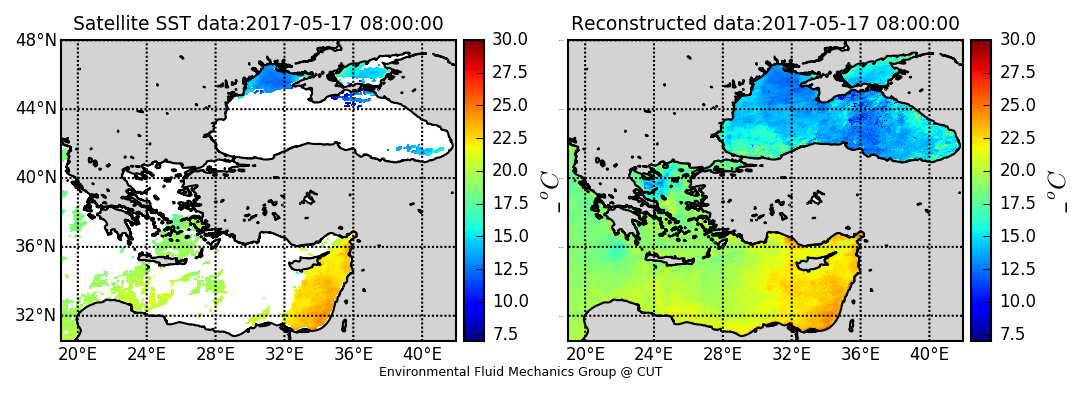 Satellite SST data:2017-05-17 08:00:00
48°N
44°N
40°N
36°N
32°N
20°E 24°E 28°E 32°E 36°E 40°E
30.0
27.5
25.0
22.5
20.0
17.5
15.0
12.5
10.0
7.5
_°C
Reconstructed data:2017-05-17 08:00:00
20°E 24°E 28°E 32°E 36°E 40°E
30.0
27.5
25.0
22.5
20.0
17.5
15.0
12.5
10.0
7.5
_°C
Environmental Fluid Mechanics Group @ CUT